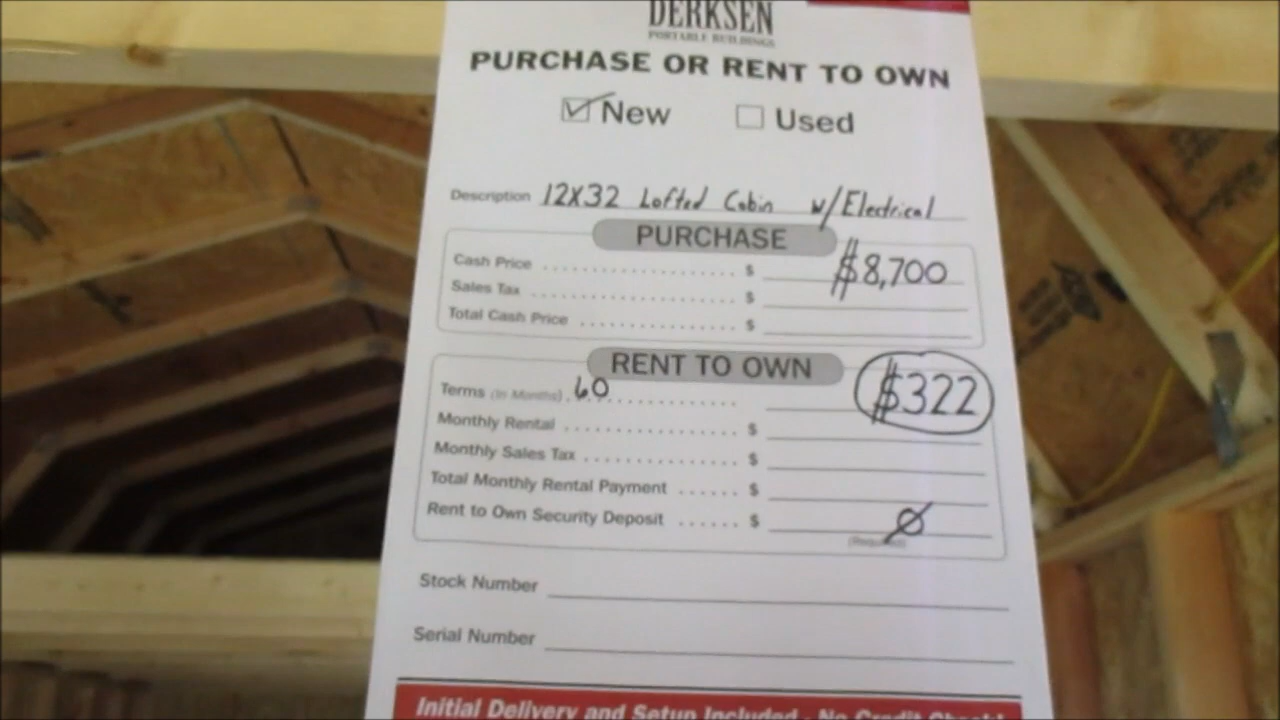 DERKSEN
PORTABLE BUILDINGS
PURCHASE OR RENT TO OWN
New Used
Description 12X32 Lofted Cabin w/Electrical
PURCHASE
Cash Price .................... $ $8,700
Sales Tax .................... $
Total Cash Price ............... $
RENT TO OWN
Terms (In Months) . 60 ............ $322
Monthly Rental ................ $
Monthly Sales Tax .............. $
Total Monthly Rental Payment ...... $
Rent to Own Security Deposit ...... $ Ø
(Required)
Stock Number
Serial Number
Initial Delivery and Setup Included - No Credit Check!